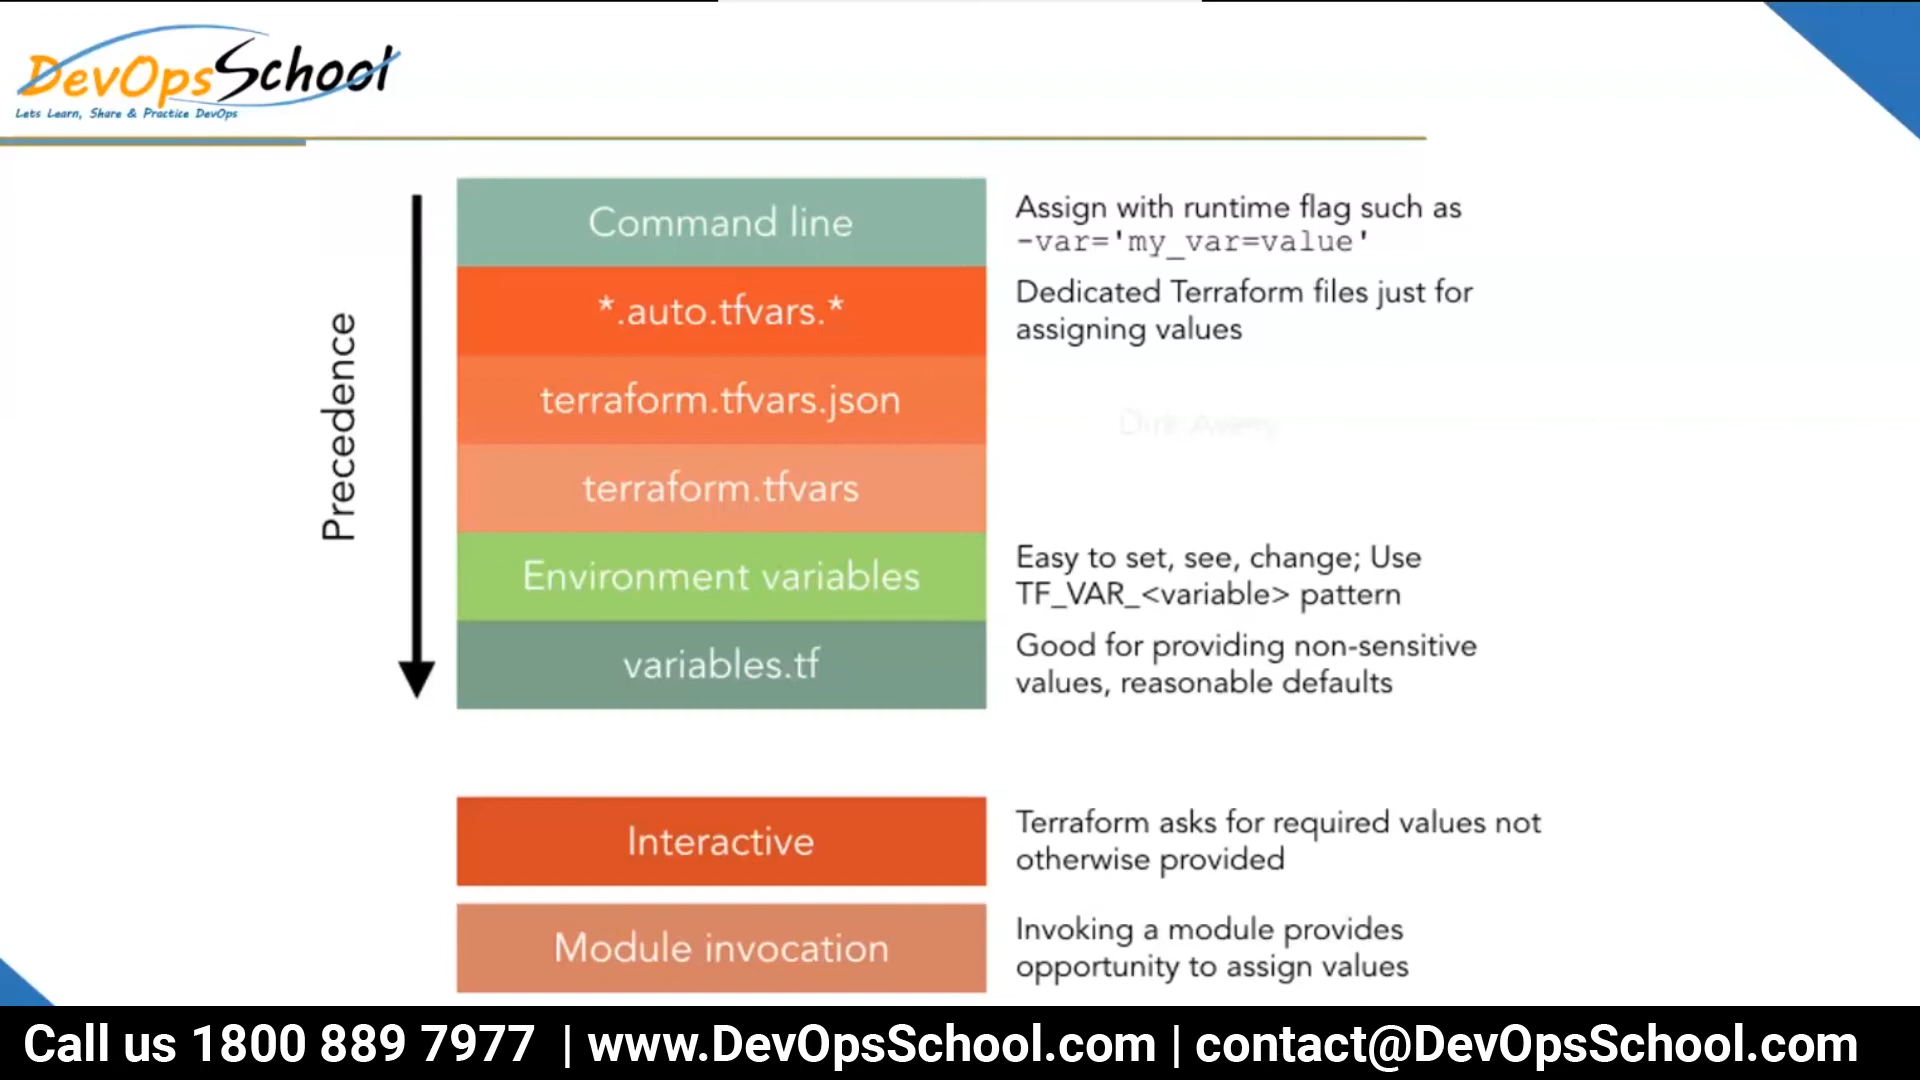 DevOpsSchool
Lets Learn, Share & Practice DevOps
Precedence
Command line
Assign with runtime flag such as
-var='my_var=value'
*.auto.tfvars.*
Dedicated Terraform files just for
assigning values
terraform.tfvars.json
terraform.tfvars
Environment variables
Easy to set, see, change; Use
TF_VAR_<variable> pattern
variables.tf
Good for providing non-sensitive
values, reasonable defaults
Interactive
Terraform asks for required values not
otherwise provided
Module invocation
Invoking a module provides
opportunity to assign values
Call us 1800 889 7977 | www.DevOpsSchool.com | contact@DevOpsSchool.com